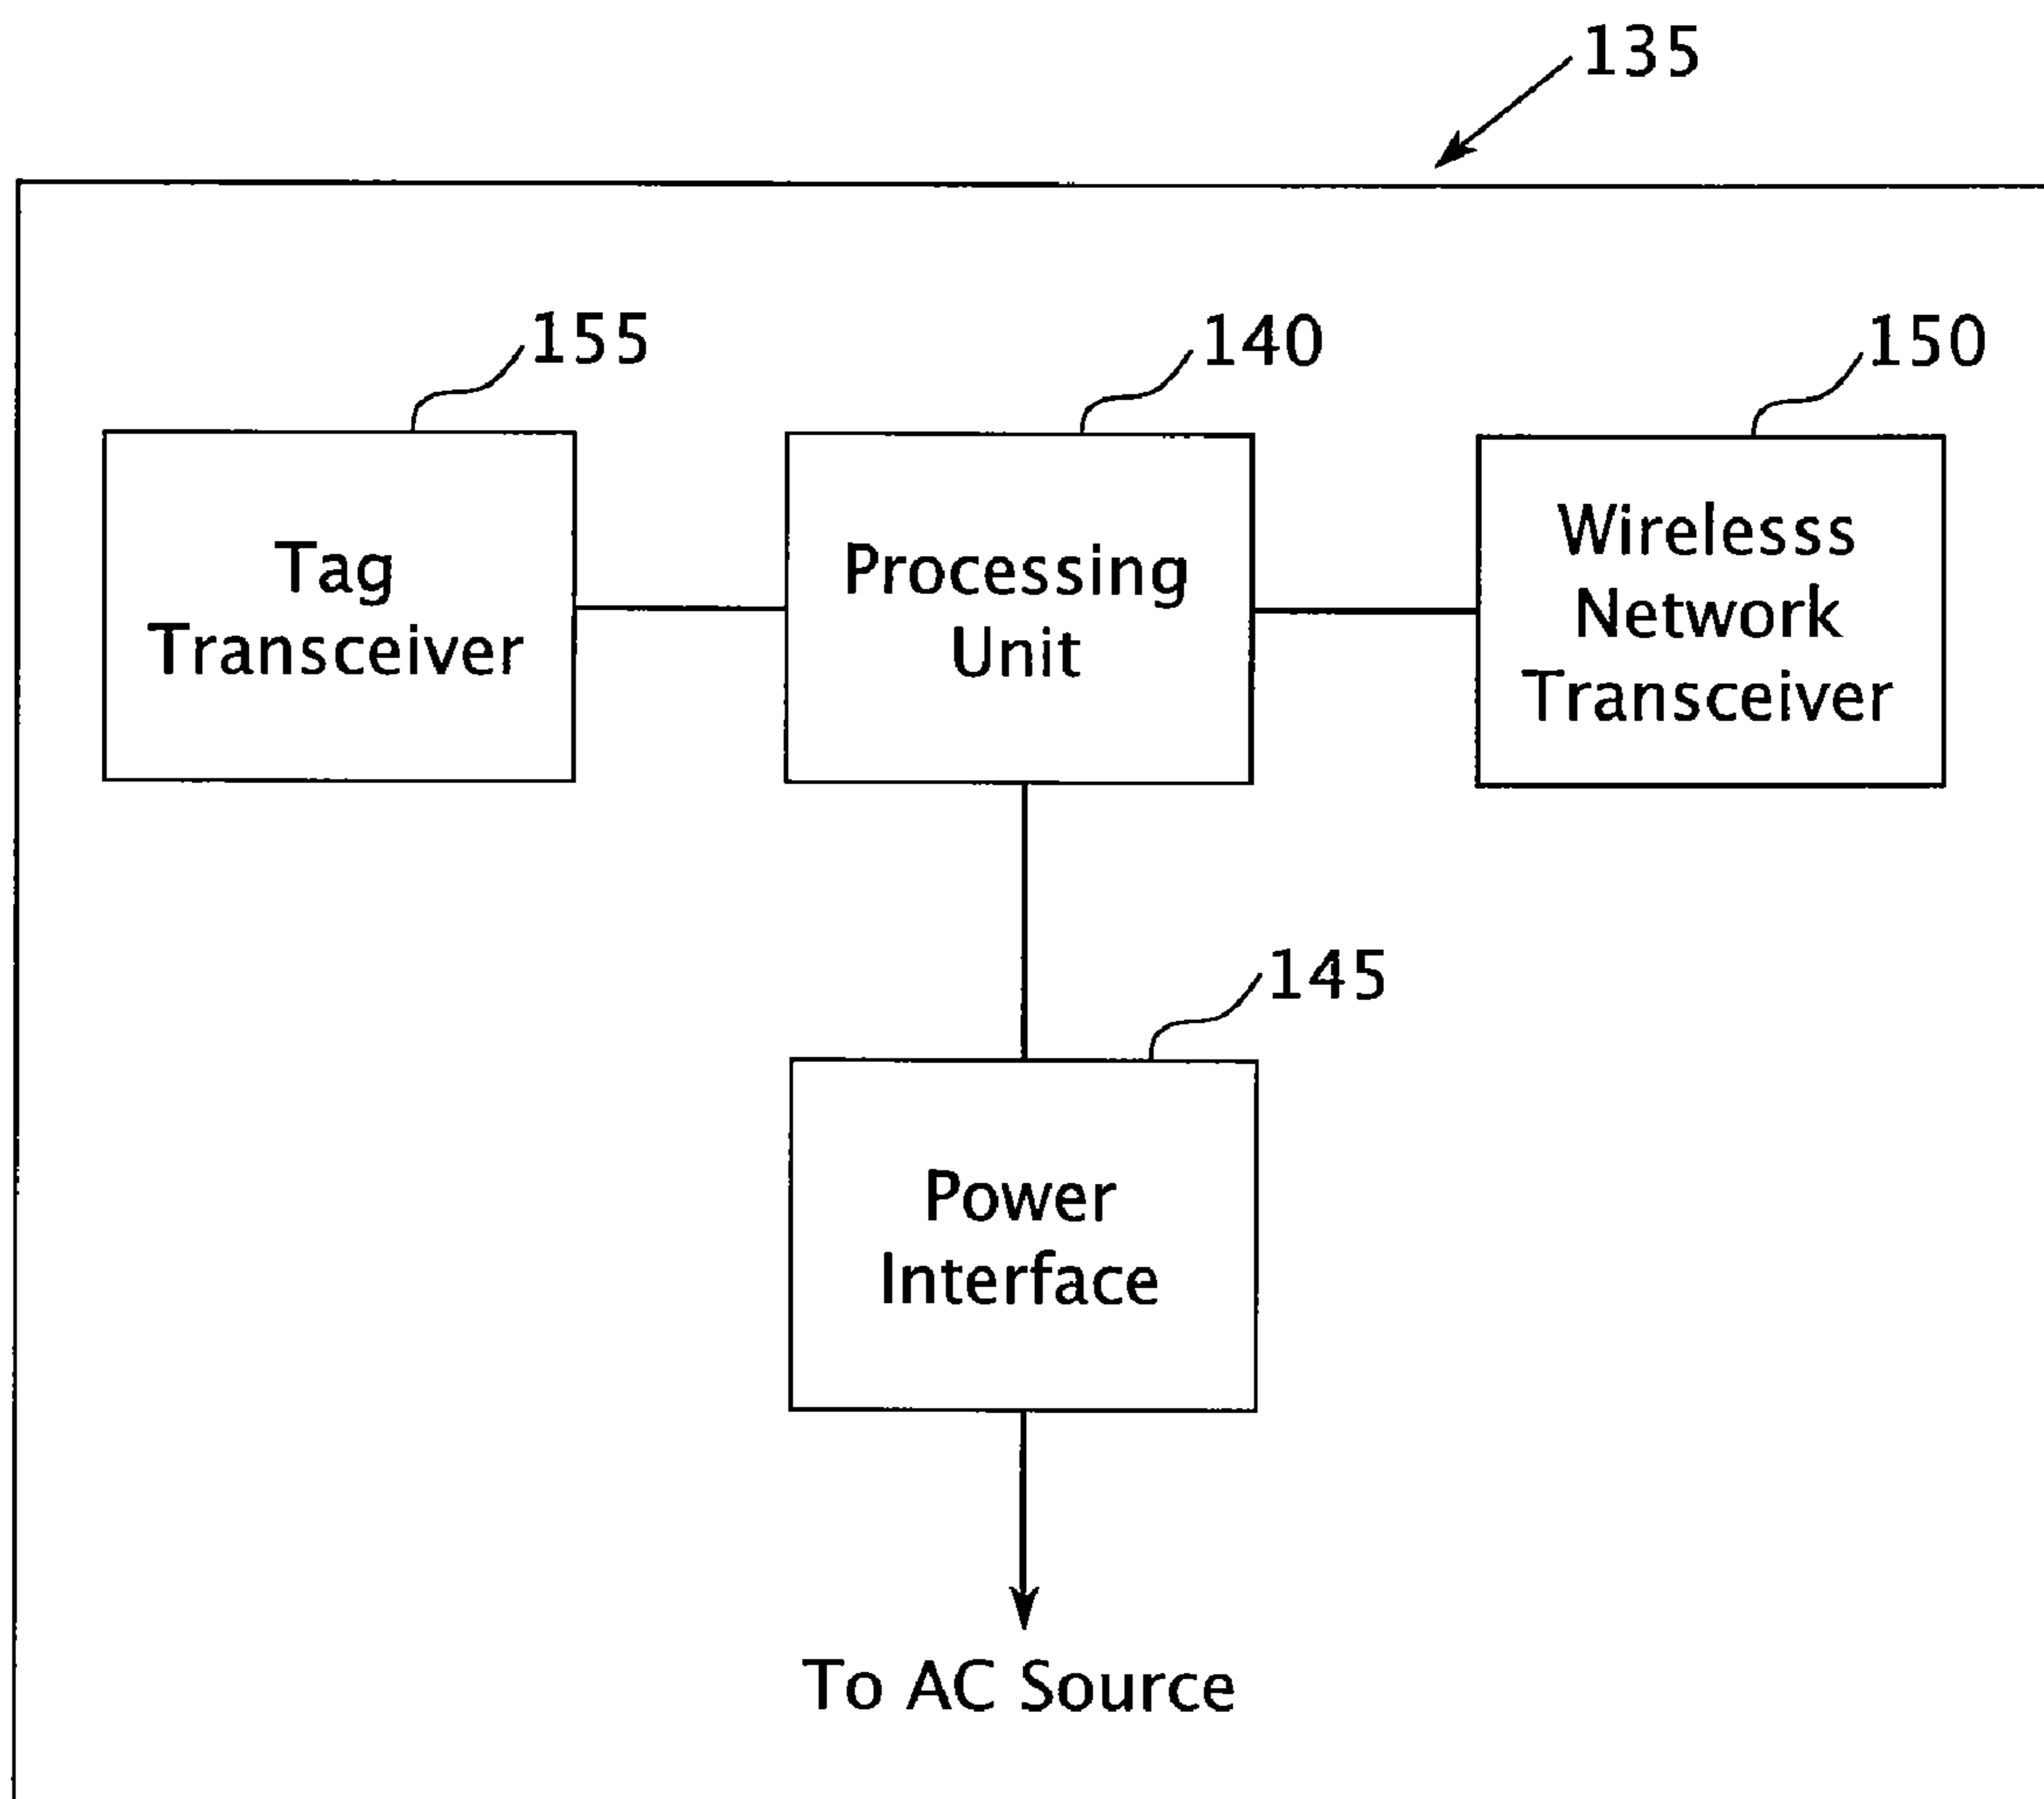 135
155
140
150
Tag
Transceiver
Processing
Unit
Wirelesss
Network
Transceiver
145
Power
Interface
To AC Source